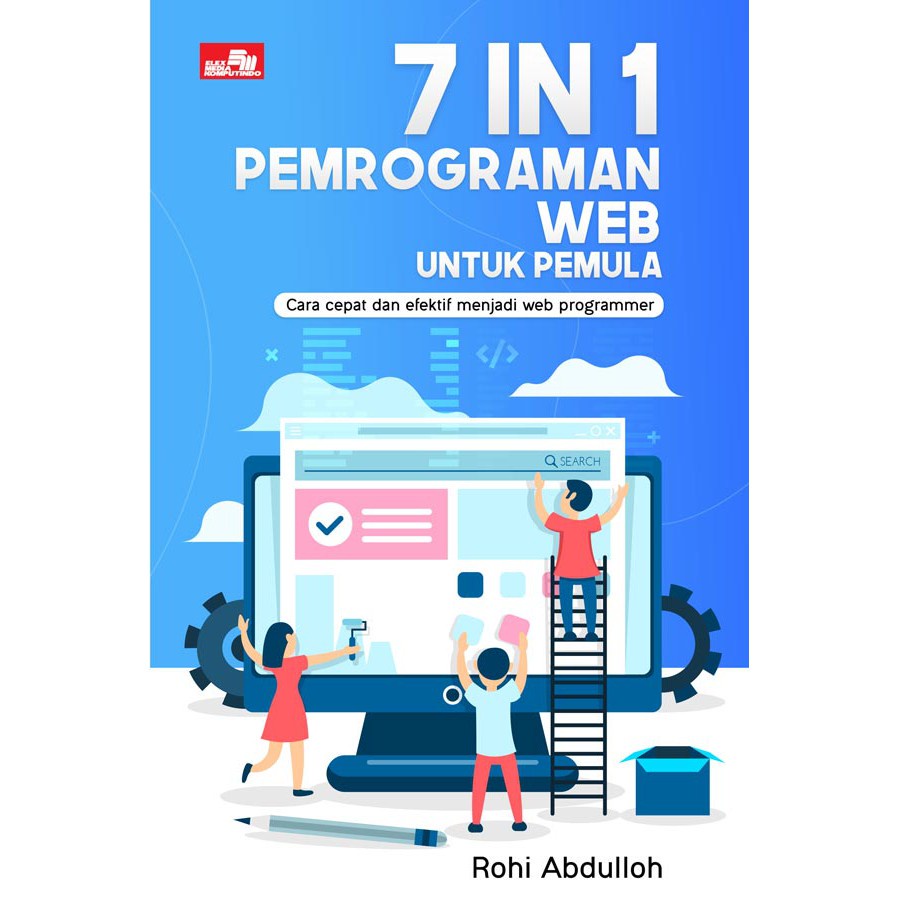 ELEX
MEDIA
KOMPUTINDO
7 IN 1
PEMROGRAMAN
WEB
UNTUK PEMULA
Cara cepat dan efektif menjadi web programmer
</>
SEARCH
Rohi Abdulloh